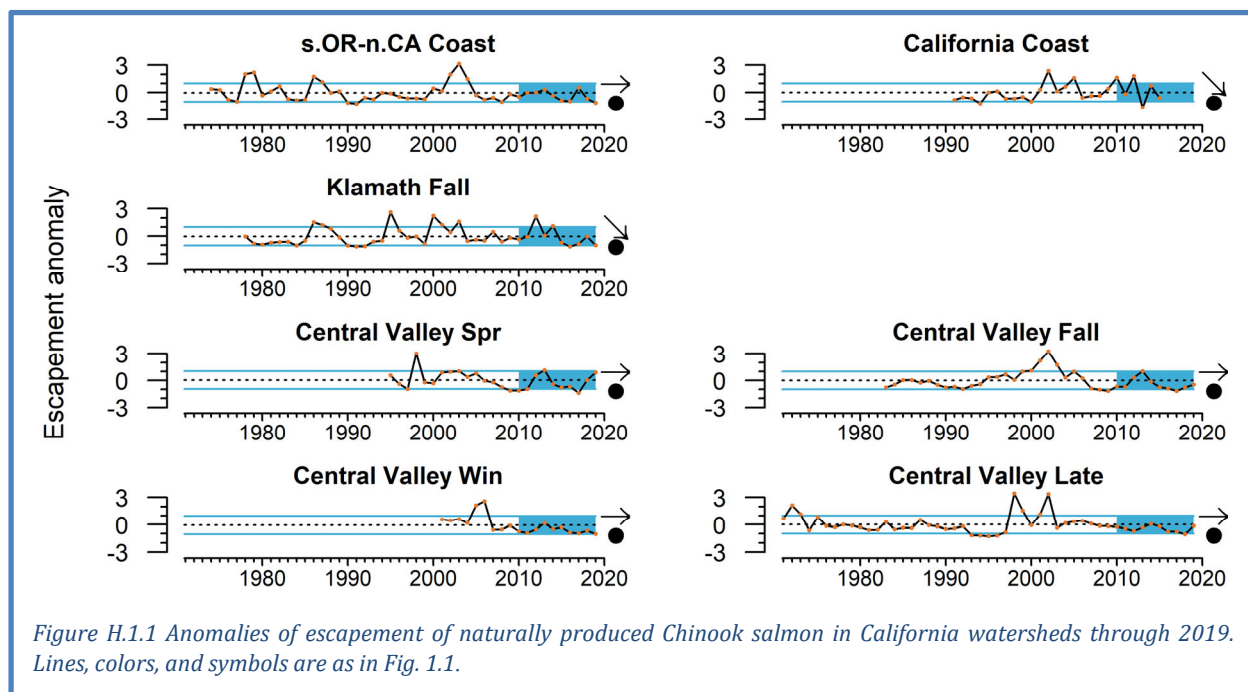 s.OR-n.CA Coast
3
0
-3
1980 1990 2000 2010 2020
California Coast
3
0
-3
1980 1990 2000 2010 2020
Klamath Fall
3
0
-3
1980 1990 2000 2010 2020
Escapement anomaly
Central Valley Spr
3
0
-3
1980 1990 2000 2010 2020
Central Valley Fall
3
0
-3
1980 1990 2000 2010 2020
Central Valley Win
3
0
-3
1980 1990 2000 2010 2020
Central Valley Late
3
0
-3
1980 1990 2000 2010 2020
Figure H.1.1 Anomalies of escapement of naturally produced Chinook salmon in California watersheds through 2019.
Lines, colors, and symbols are as in Fig. 1.1.